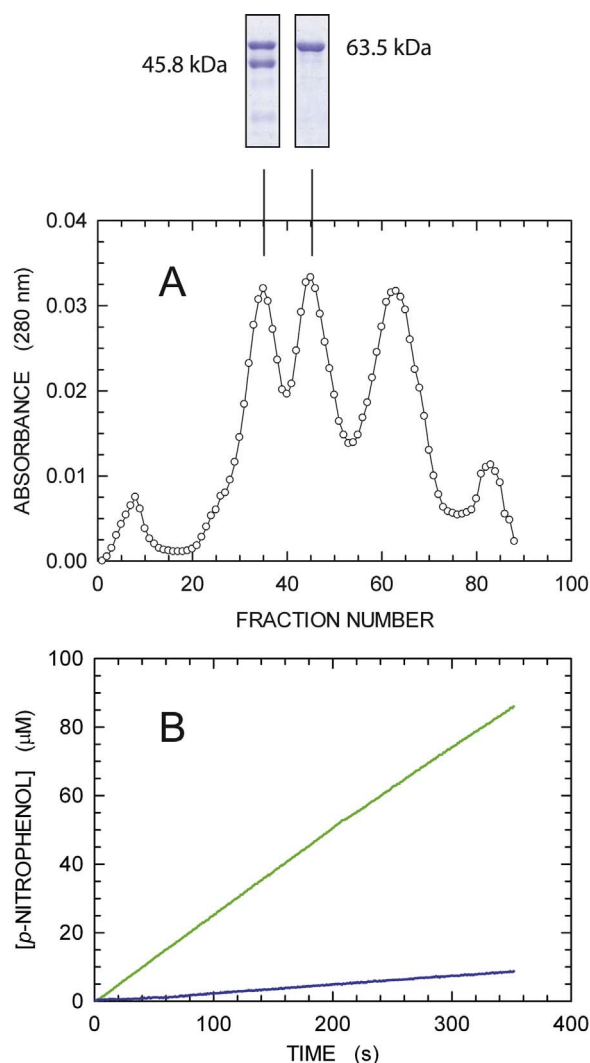 45.8 kDa 63.5 kDa
A
0.04
0.03
0.02
0.01
0.00
ABSORBANCE (280 nm)
0 20 40 60 80 100
FRACTION NUMBER
B
100
80
60
40
20
0
[p-NITROPHENOL] (μM)
0 100 200 300 400
TIME (s)